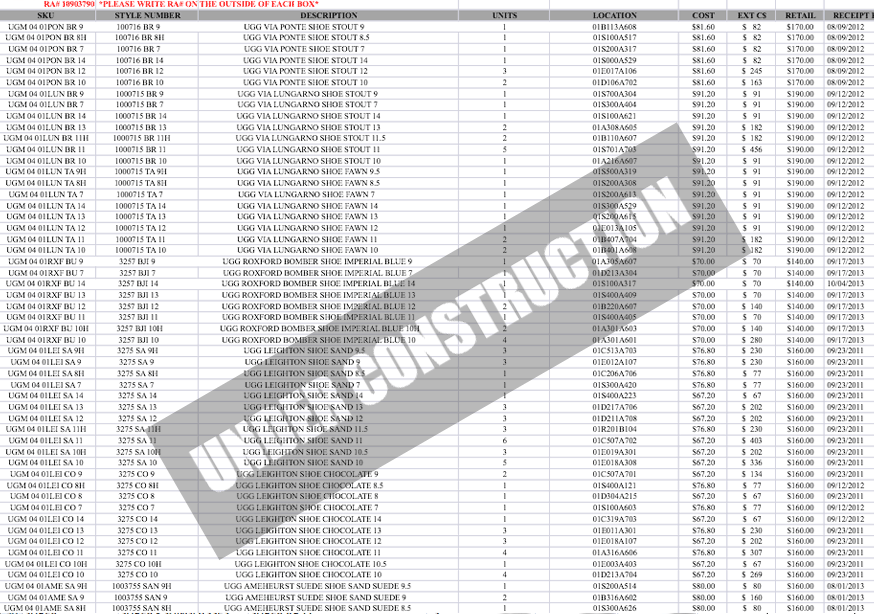 RA# 18903790 *PLEASE WRITE RA# ON THE OUTSIDE OF EACH BOX*
SKU STYLE NUMBER DESCRIPTION UNITS LOCATION COST EXT C$ RETAIL RECEIPT
UGM 04 01PON BR 9 100716 BR 9 UGG VIA PONTE SHOE STOUT 9 1 01B113A608 $81.60 $ 82 $170.00 08/09/2012
UGM 04 01PON BR 8H 100716 BR 8H UGG VIA PONTE SHOE STOUT 8.5 1 01S100A517 $81.60 $ 82 $170.00 08/09/2012
UGM 04 01PON BR 7 100716 BR 7 UGG VIA PONTE SHOE STOUT 7 1 01S200A317 $81.60 $ 82 $170.00 08/09/2012
UGM 04 01PON BR 14 100716 BR 14 UGG VIA PONTE SHOE STOUT 14 1 01S000A529 $81.60 $ 82 $170.00 08/09/2012
UGM 04 01PON BR 12 100716 BR 12 UGG VIA PONTE SHOE STOUT 12 3 01E017A106 $81.60 $ 245 $170.00 08/09/2012
UGM 04 01PON BR 10 100716 BR 10 UGG VIA PONTE SHOE STOUT 10 2 01D106A702 $81.60 $ 163 $170.00 08/09/2012
UGM 04 01LUN BR 9 1000715 BR 9 UGG VIA LUNGARNO SHOE STOUT 9 1 01S700A304 $91.20 $ 91 $190.00 09/12/2012
UGM 04 01LUN BR 7 1000715 BR 7 UGG VIA LUNGARNO SHOE STOUT 7 1 01S300A404 $91.20 $ 91 $190.00 09/12/2012
UGM 04 01LUN BR 14 1000715 BR 14 UGG VIA LUNGARNO SHOE STOUT 14 1 01S100A621 $91.20 $ 91 $190.00 09/12/2012
UGM 04 01LUN BR 13 1000715 BR 13 UGG VIA LUNGARNO SHOE STOUT 13 2 01A308A605 $91.20 $ 182 $190.00 09/12/2012
UGM 04 01LUN BR 11H 1000715 BR 11H UGG VIA LUNGARNO SHOE STOUT 11.5 2 01B110A607 $91.20 $ 182 $190.00 09/12/2012
UGM 04 01LUN BR 11 1000715 BR 11 UGG VIA LUNGARNO SHOE STOUT 11 5 01S701A703 $91.20 $ 456 $190.00 09/12/2012
UGM 04 01LUN BR 10 1000715 BR 10 UGG VIA LUNGARNO SHOE STOUT 10 1 01A216A607 $91.20 $ 91 $190.00 09/12/2012
UGM 04 01LUN TA 9H 1000715 TA 9H UGG VIA LUNGARNO SHOE FAWN 9.5 1 01S500A319 $91.20 $ 91 $190.00 09/12/2012
UGM 04 01LUN TA 8H 1000715 TA 8H UGG VIA LUNGARNO SHOE FAWN 8.5 1 01S200A308 $91.20 $ 91 $190.00 09/12/2012
UGM 04 01LUN TA 7 1000715 TA 7 UGG VIA LUNGARNO SHOE FAWN 7 1 01S200A613 $91.20 $ 91 $190.00 09/12/2012
UGM 04 01LUN TA 14 1000715 TA 14 UGG VIA LUNGARNO SHOE FAWN 14 1 01S300A529 $91.20 $ 91 $190.00 09/12/2012
UGM 04 01LUN TA 13 1000715 TA 13 UGG VIA LUNGARNO SHOE FAWN 13 1 01S200A615 $91.20 $ 91 $190.00 09/12/2012
UGM 04 01LUN TA 12 1000715 TA 12 UGG VIA LUNGARNO SHOE FAWN 12 1 01E013A105 $91.20 $ 91 $190.00 09/12/2012
UGM 04 01LUN TA 11 1000715 TA 11 UGG VIA LUNGARNO SHOE FAWN 11 2 01B407A704 $91.20 $ 182 $190.00 09/12/2012
UGM 04 01LUN TA 10 1000715 TA 10 UGG VIA LUNGARNO SHOE FAWN 10 2 01B401A608 $91.20 $ 182 $190.00 09/12/2012
UGM 04 01RXF BU 9 3257 BJI 9 UGG ROXFORD BOMBER SHOE IMPERIAL BLUE 9 1 01A305A607 $70.00 $ 70 $140.00 09/17/2013
UGM 04 01RXF BU 7 3257 BJI 7 UGG ROXFORD BOMBER SHOE IMPERIAL BLUE 7 1 01D213A304 $70.00 $ 70 $140.00 09/17/2013
UGM 04 01RXF BU 14 3257 BJI 14 UGG ROXFORD BOMBER SHOE IMPERIAL BLUE 14 1 01S100A317 $70.00 $ 70 $140.00 10/04/2013
UGM 04 01RXF BU 13 3257 BJI 13 UGG ROXFORD BOMBER SHOE IMPERIAL BLUE 13 1 01S400A409 $70.00 $ 70 $140.00 09/17/2013
UGM 04 01RXF BU 12 3257 BJI 12 UGG ROXFORD BOMBER SHOE IMPERIAL BLUE 12 2 01B220A607 $70.00 $ 140 $140.00 09/17/2013
UGM 04 01RXF BU 11 3257 BJI 11 UGG ROXFORD BOMBER SHOE IMPERIAL BLUE 11 1 01S400A405 $70.00 $ 70 $140.00 09/17/2013
UGM 04 01RXF BU 10H 3257 BJI 10H UGG ROXFORD BOMBER SHOE IMPERIAL BLUE 10H 2 01A301A603 $70.00 $ 140 $140.00 09/17/2013
UGM 04 01RXF BU 10 3257 BJI 10 UGG ROXFORD BOMBER SHOE IMPERIAL BLUE 10 4 01A301A601 $70.00 $ 280 $140.00 09/17/2013
UGM 04 01LEI SA 9H 3275 SA 9H UGG LEIGHTON SHOE SAND 9.5 3 01C513A703 $76.80 $ 230 $160.00 09/23/2011
UGM 04 01LEI SA 9 3275 SA 9 UGG LEIGHTON SHOE SAND 9 3 01E012A107 $76.80 $ 230 $160.00 09/23/2011
UGM 04 01LEI SA 8H 3275 SA 8H UGG LEIGHTON SHOE SAND 8.5 1 01C206A706 $76.80 $ 77 $160.00 09/23/2011
UGM 04 01LEI SA 7 3275 SA 7 UGG LEIGHTON SHOE SAND 7 1 01S300A420 $76.80 $ 77 $160.00 09/23/2011
UGM 04 01LEI SA 14 3275 SA 14 UGG LEIGHTON SHOE SAND 14 1 01S400A223 $67.20 $ 67 $160.00 09/23/2011
UGM 04 01LEI SA 13 3275 SA 13 UGG LEIGHTON SHOE SAND 13 3 01D217A706 $67.20 $ 202 $160.00 09/23/2011
UGM 04 01LEI SA 12 3275 SA 12 UGG LEIGHTON SHOE SAND 12 3 01D211A708 $67.20 $ 202 $160.00 09/23/2011
UGM 04 01LEI SA 11H 3275 SA 11H UGG LEIGHTON SHOE SAND 11.5 3 01R201B104 $76.80 $ 230 $160.00 09/23/2011
UGM 04 01LEI SA 11 3275 SA 11 UGG LEIGHTON SHOE SAND 11 6 01C507A702 $67.20 $ 403 $160.00 09/23/2011
UGM 04 01LEI SA 10H 3275 SA 10H UGG LEIGHTON SHOE SAND 10.5 3 01E019A301 $67.20 $ 202 $160.00 09/23/2011
UGM 04 01LEI SA 10 3275 SA 10 UGG LEIGHTON SHOE SAND 10 5 01E018A308 $67.20 $ 336 $160.00 09/23/2011
UGM 04 01LEI CO 9 3275 CO 9 UGG LEIGHTON SHOE CHOCOLATE 9 2 01C507A701 $67.20 $ 134 $160.00 09/23/2011
UGM 04 01LEI CO 8H 3275 CO 8H UGG LEIGHTON SHOE CHOCOLATE 8.5 1 01S400A121 $76.80 $ 77 $160.00 09/23/2011
UGM 04 01LEI CO 8 3275 CO 8 UGG LEIGHTON SHOE CHOCOLATE 8 1 01D304A215 $67.20 $ 67 $160.00 09/23/2011
UGM 04 01LEI CO 7 3275 CO 7 UGG LEIGHTON SHOE CHOCOLATE 7 1 01S100A603 $76.80 $ 77 $160.00 09/12/2012
UGM 04 01LEI CO 14 3275 CO 14 UGG LEIGHTON SHOE CHOCOLATE 14 1 01C319A703 $67.20 $ 67 $160.00 09/23/2011
UGM 04 01LEI CO 13 3275 CO 13 UGG LEIGHTON SHOE CHOCOLATE 13 3 01E011A301 $76.80 $ 230 $160.00 09/23/2011
UGM 04 01LEI CO 12 3275 CO 12 UGG LEIGHTON SHOE CHOCOLATE 12 3 01E018A107 $67.20 $ 202 $160.00 09/23/2011
UGM 04 01LEI CO 11 3275 CO 11 UGG LEIGHTON SHOE CHOCOLATE 11 4 01A316A606 $76.80 $ 307 $160.00 09/23/2011
UGM 04 01LEI CO 10H 3275 CO 10H UGG LEIGHTON SHOE CHOCOLATE 10.5 1 01E003A403 $67.20 $ 67 $160.00 09/23/2011
UGM 04 01LEI CO 10 3275 CO 10 UGG LEIGHTON SHOE CHOCOLATE 10 4 01D213A704 $67.20 $ 269 $160.00 09/23/2011
UGM 04 01AME SA 9H 1003755 SAN 9H UGG AMEHEURST SUEDE SHOE SAND SUEDE 9.5 1 01S200A514 $80.00 $ 80 $160.00 08/01/2013
UGM 04 01AME SA 9 1003755 SAN 9 UGG AMEHEURST SUEDE SHOE SAND SUEDE 9 2 01B316A602 $80.00 $ 160 $160.00 08/01/2013
UGM 04 01AME SA 8H 1003755 SAN 8H UGG AMEHEURST SUEDE SHOE SAND SUEDE 8.5 1 01S300A626 $80.00 $ 80 $160.00 08/01/2013
UNDER CONSTRUCTION